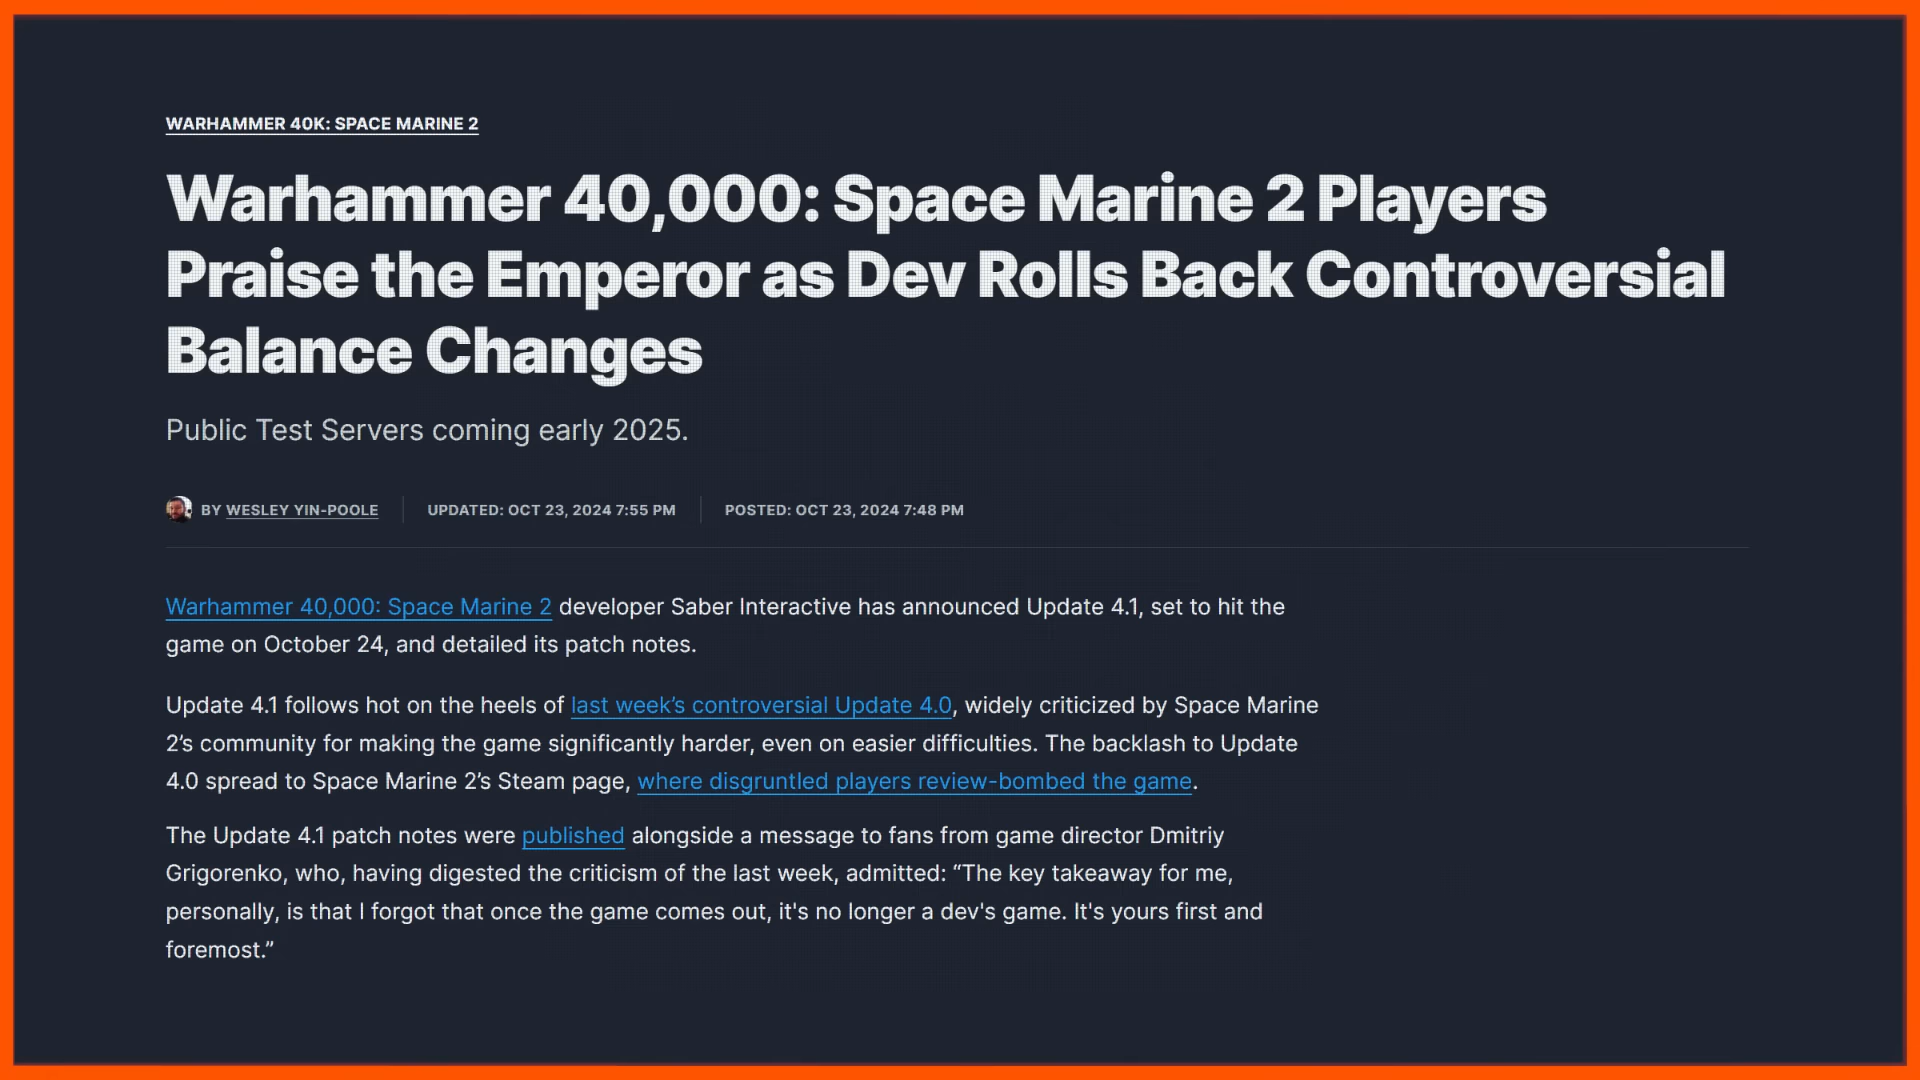 WARHAMMER 40K: SPACE MARINE 2
Warhammer 40,000: Space Marine 2 Players
Praise the Emperor as Dev Rolls Back Controversial
Balance Changes
Public Test Servers coming early 2025.
BY WESLEY YIN-POOLE UPDATED: OCT 23, 2024 7:55 PM POSTED: OCT 23, 2024 7:48 PM
Warhammer 40,000: Space Marine 2 developer Saber Interactive has announced Update 4.1, set to hit the
game on October 24, and detailed its patch notes.
Update 4.1 follows hot on the heels of last week’s controversial Update 4.0, widely criticized by Space Marine
2’s community for making the game significantly harder, even on easier difficulties. The backlash to Update
4.0 spread to Space Marine 2’s Steam page, where disgruntled players review-bombed the game.
The Update 4.1 patch notes were published alongside a message to fans from game director Dmitriy
Grigorenko, who, having digested the criticism of the last week, admitted: “The key takeaway for me,
personally, is that I forgot that once the game comes out, it's no longer a dev's game. It's yours first and
foremost.”